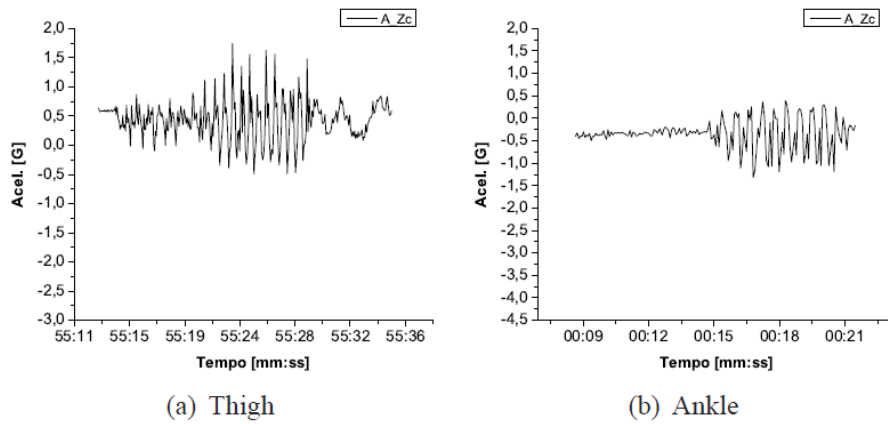 A_Zc
2,0
1,5
1,0
0,5
0,0
-0,5
-1,0
-1,5
-2,0
-2,5
-3,0
Acel. [G]
55:11 55:15 55:19 55:24 55:28 55:32 55:36
Tempo [mm:ss]
(a) Thigh
A_Zc
2,0
1,5
1,0
0,5
0,0
-0,5
-1,0
-1,5
-2,0
-2,5
-3,0
-3,5
-4,0
-4,5
Acel. [G]
00:09 00:12 00:15 00:18 00:21
Tempo [mm:ss]
(b) Ankle